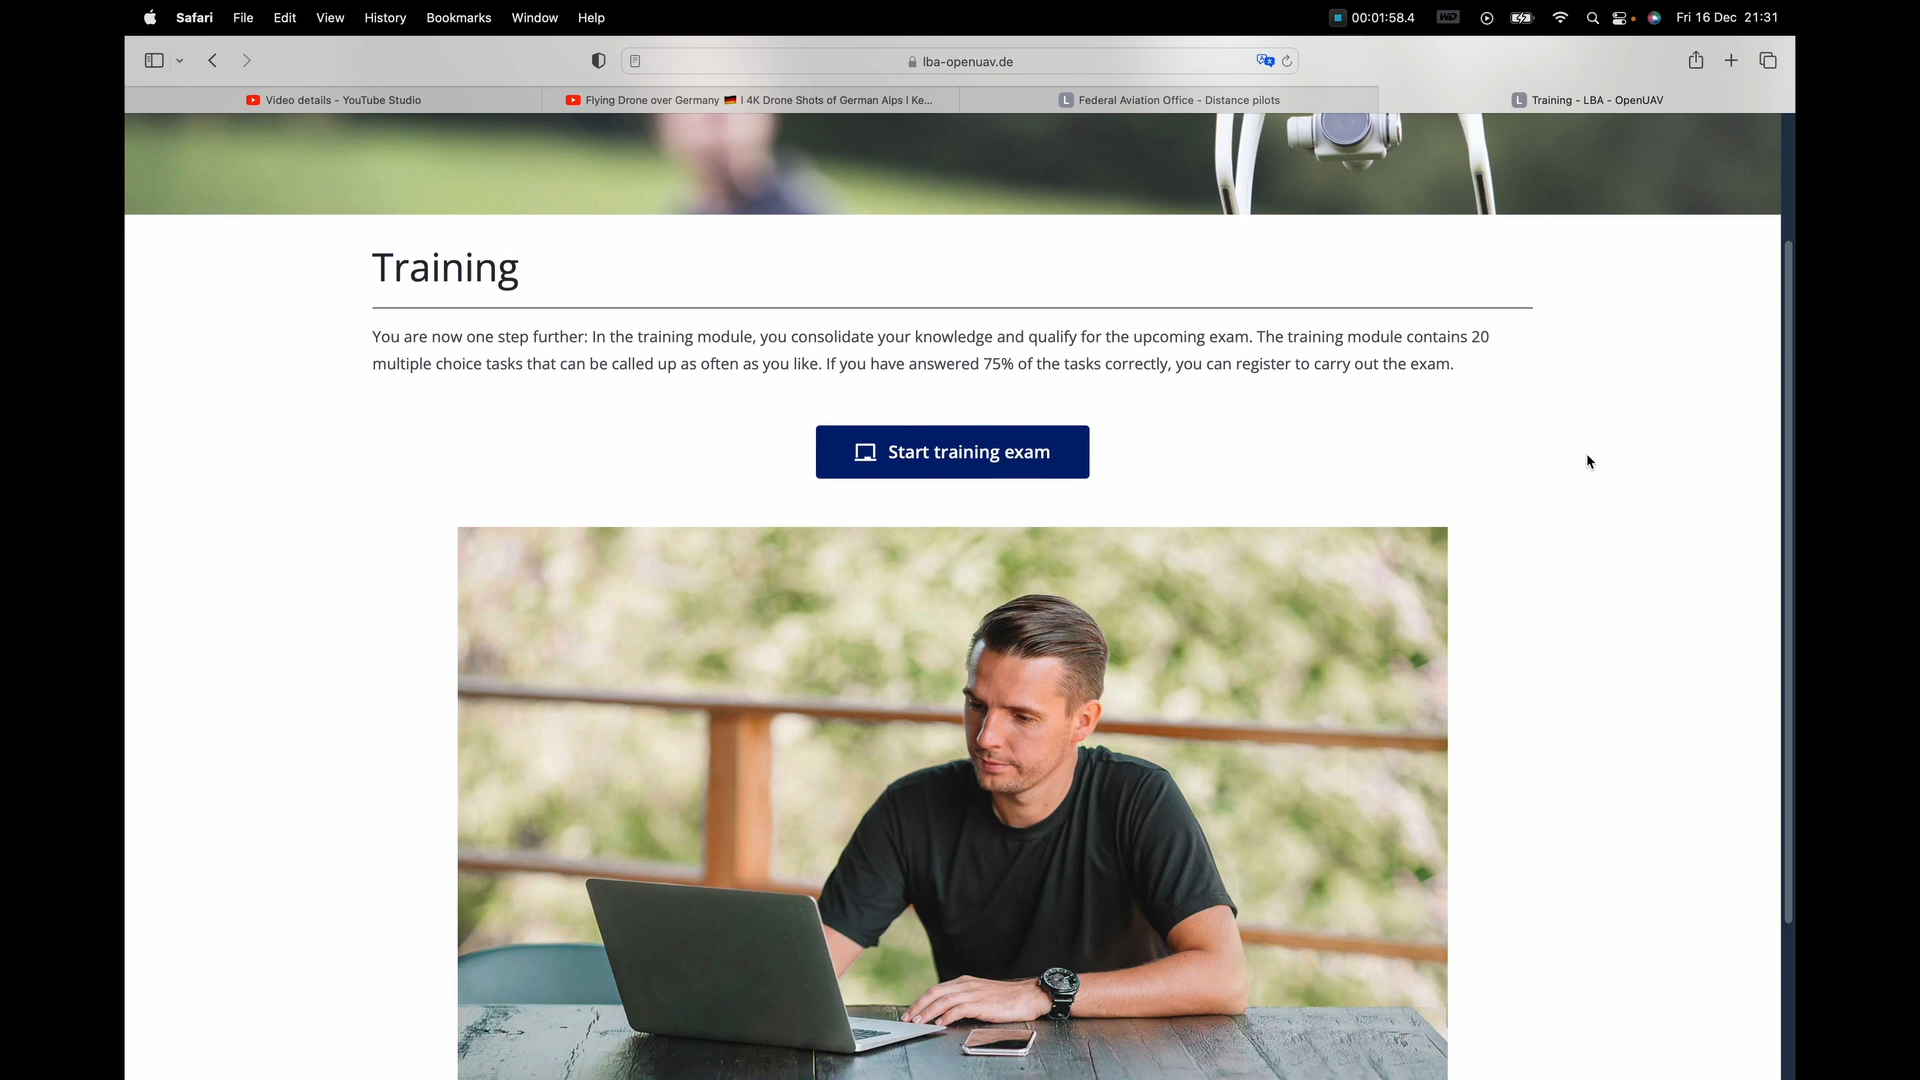 Safari File Edit View History Bookmarks Window Help 00:01:58.4 WD Fri 16 Dec 21:31
lba-openuav.de
Video details - YouTube Studio
Flying Drone over Germany 🇩🇪 l 4K Drone Shots of German Alps l Ke...
L Federal Aviation Office - Distance pilots
L Training - LBA - OpenUAV
Training
You are now one step further: In the training module, you consolidate your knowledge and qualify for the upcoming exam. The training module contains 20
multiple choice tasks that can be called up as often as you like. If you have answered 75% of the tasks correctly, you can register to carry out the exam.
Start training exam